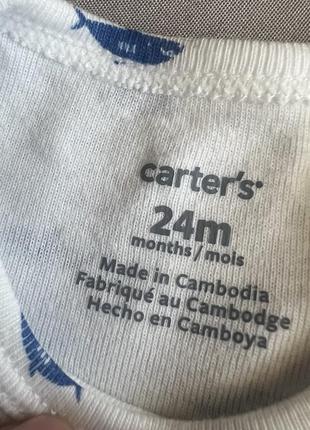 carter's
24m
months / mois
Made in Cambodia
Fabriqué au Cambodge
Hecho en Camboya